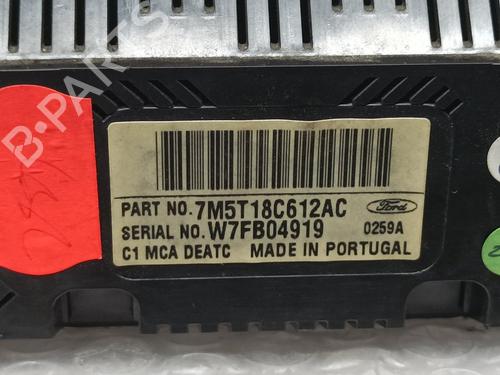 B-PARTS
PART NO. 7M5T18C612AC
Ford
SERIAL NO. W7FB04919
0259A
C1 MCA DEATC MADE IN PORTUGAL